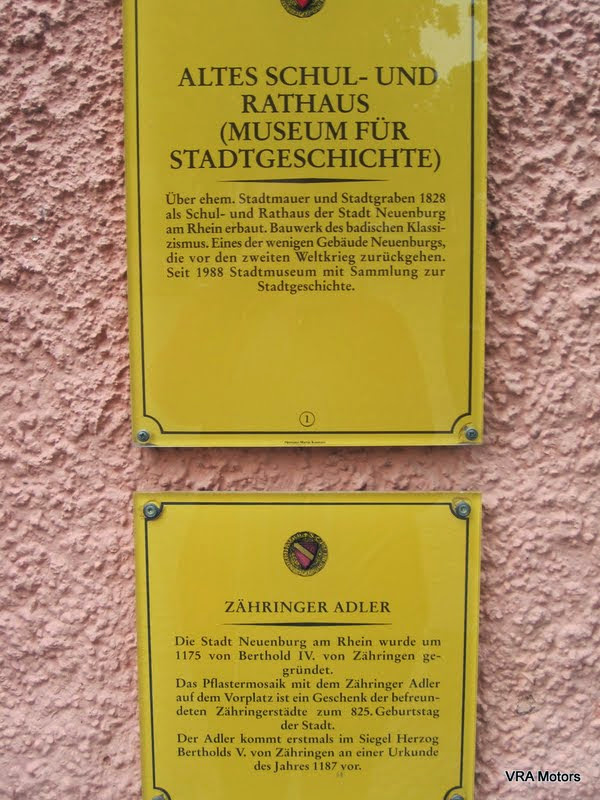 ALTES SCHUL- UND
RATHAUS
(MUSEUM FÜR
STADTGESCHICHTE)
Über ehem. Stadtmauer und Stadtgraben 1828
als Schul- und Rathaus der Stadt Neuenburg
am Rhein erbaut. Bauwerk des badischen Klassi-
zismus. Eines der wenigen Gebäude Neuenburgs,
die vor den zweiten Weltkrieg zurückgehen.
Seit 1988 Stadtmuseum mit Sammlung zur
Stadtgeschichte.
1
ZÄHRINGER ADLER
Die Stadt Neuenburg am Rhein wurde um
1175 von Berthold IV. von Zähringen ge-
gründet.
Das Pflastermosaik mit dem Zähringer Adler
auf dem Vorplatz ist ein Geschenk der befreun-
deten Zähringerstädte zum 825. Geburtstag
der Stadt.
Der Adler kommt erstmals im Siegel Herzog
Bertholds V. von Zähringen an einer Urkunde
des Jahres 1187 vor.
VRA Motors